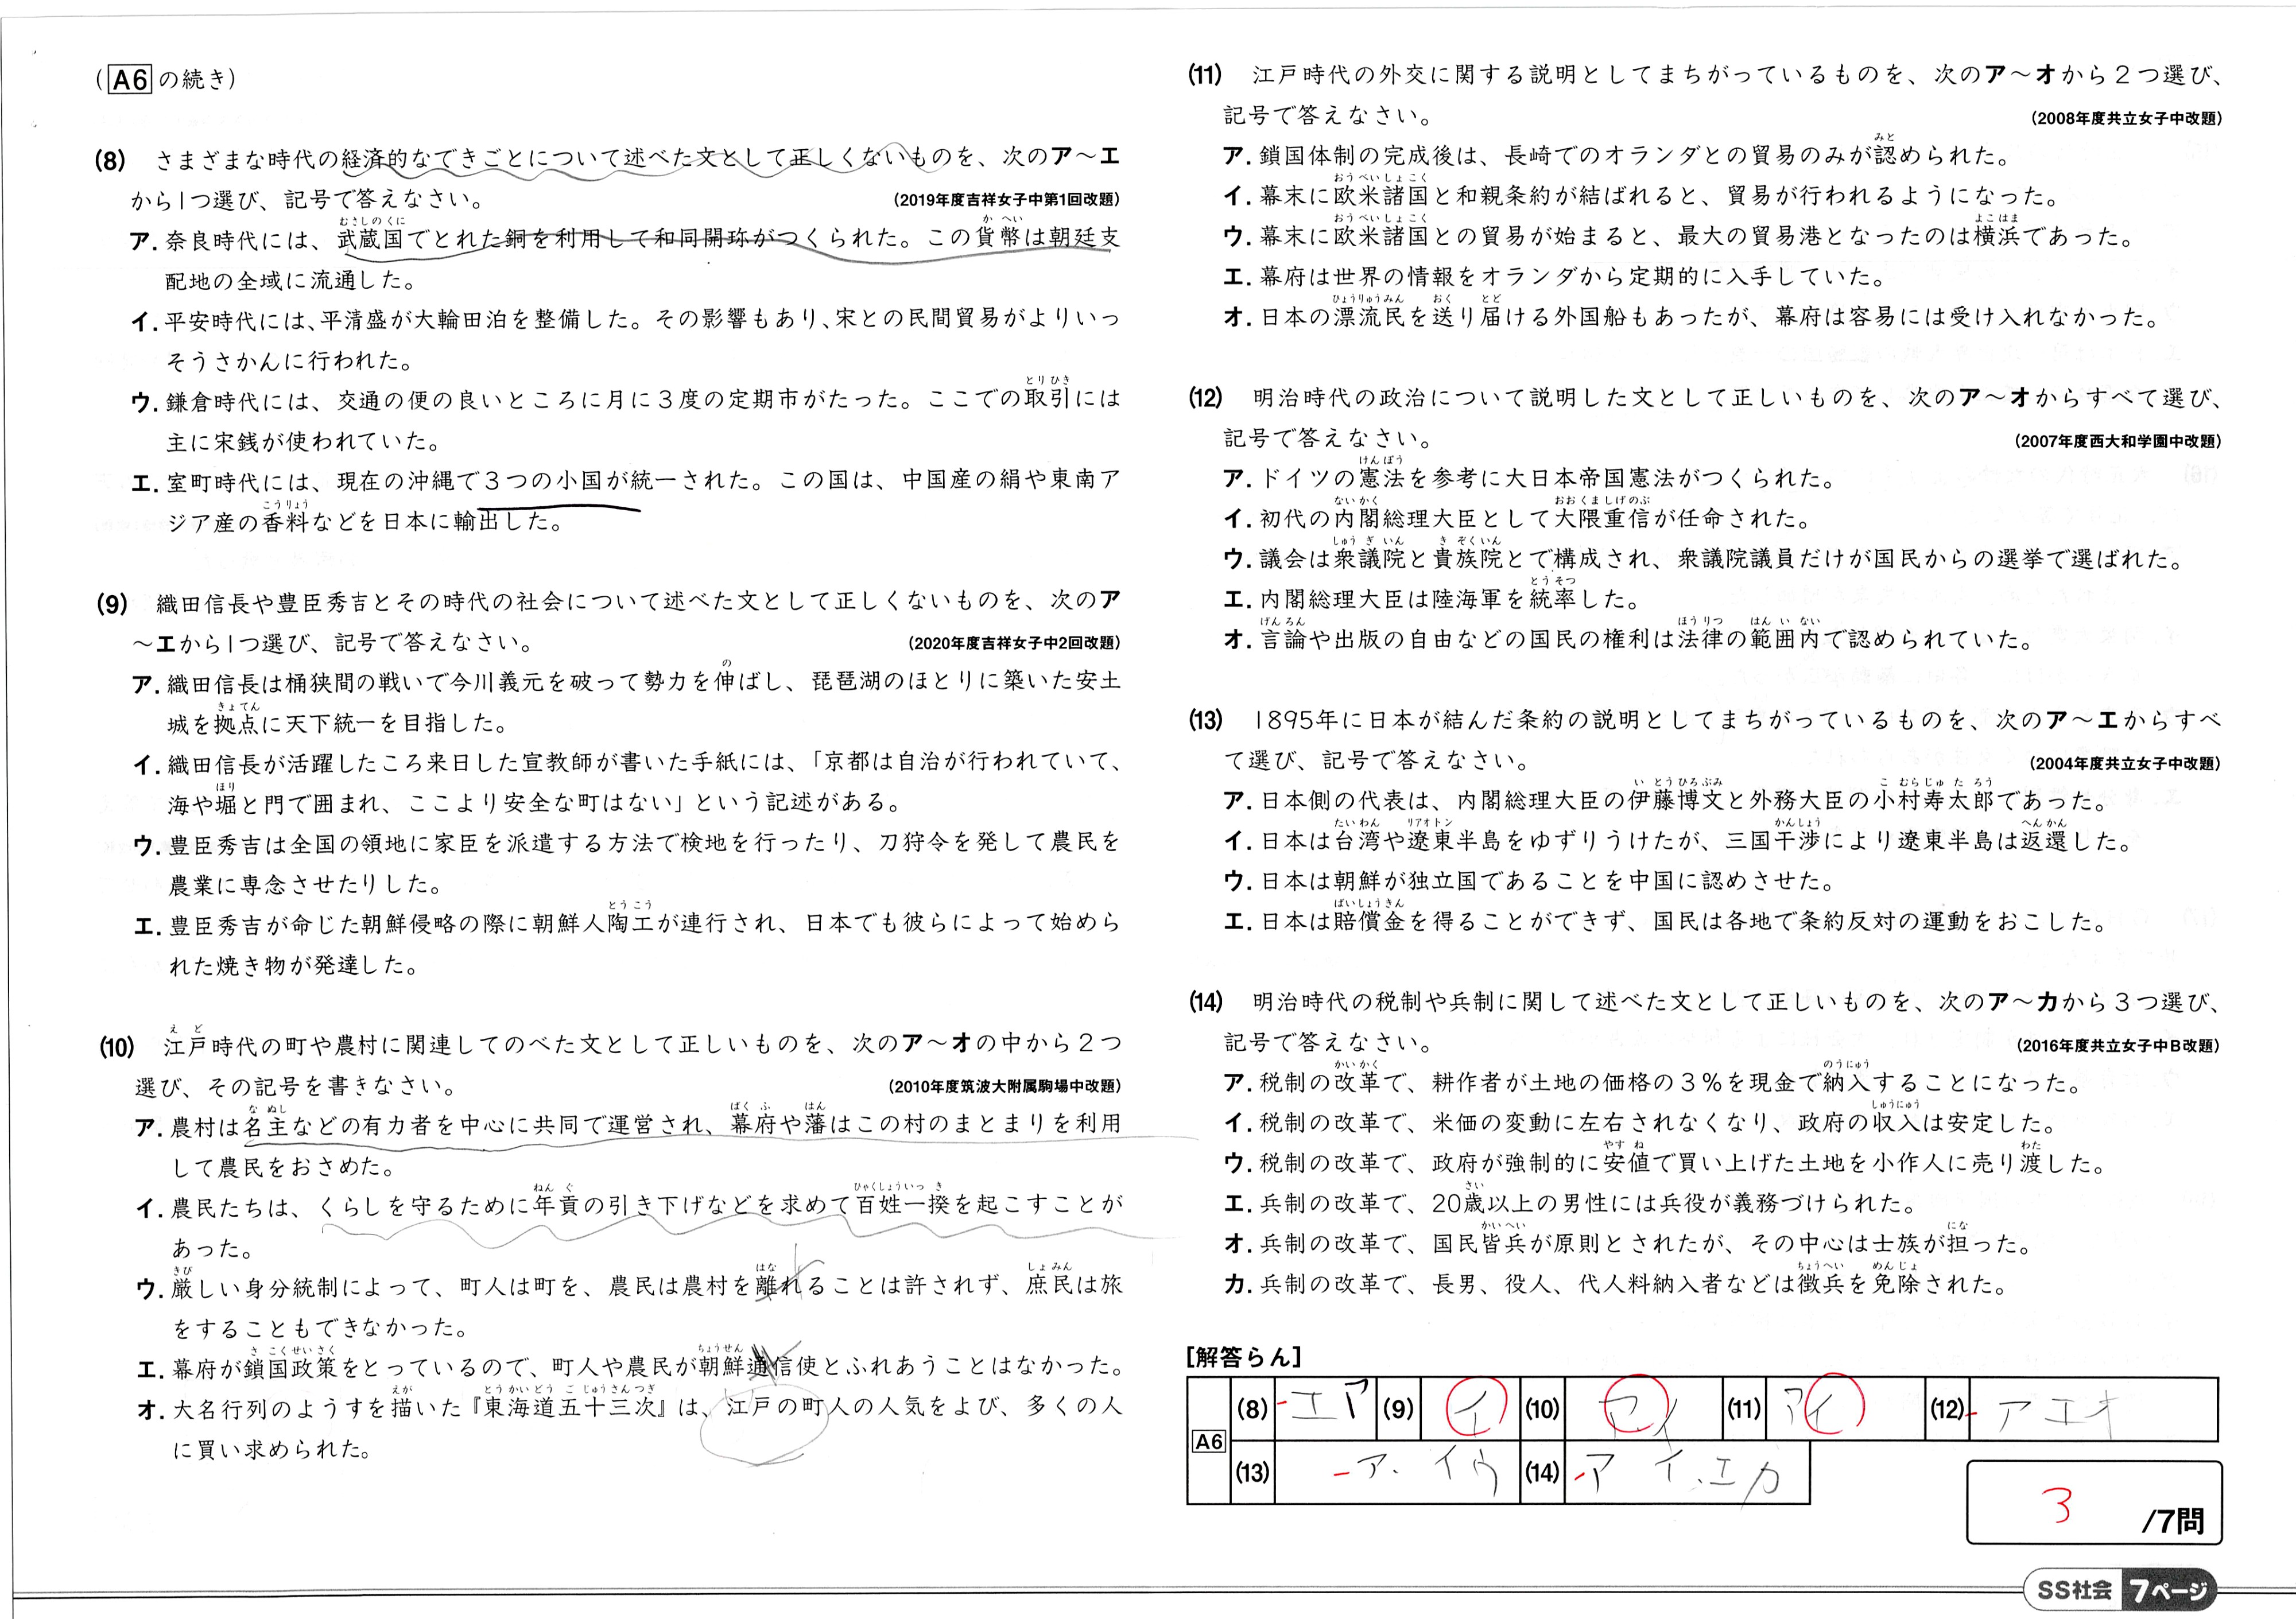 (A6の続き)
(8) さまざまな時代の経済的なできごとについて述べた文として正しくないものを、次のア～エ
から1つ選び、記号で答えなさい。 (2019年度吉祥女子中第1回改題)
ア. 奈良時代には、武蔵国でとれた銅を利用して和同開珎がつくられた。この貨幣は朝廷支
配地の全域に流通した。
イ. 平安時代には、平清盛が大輪田泊を整備した。その影響もあり、宋との民間貿易がよりいっ
そうさかんに行われた。
ウ. 鎌倉時代には、交通の便の良いところに月に3度の定期市がたった。ここでの取引には
主に宋銭が使われていた。
エ. 室町時代には、現在の沖縄で3つの小国が統一された。この国は、中国産の絹や東南ア
ジア産の香料などを日本に輸出した。
(9) 織田信長や豊臣秀吉とその時代の社会について述べた文として正しくないものを、次のア
～エから1つ選び、記号で答えなさい。 (2020年度吉祥女子中2回改題)
ア. 織田信長は桶狭間の戦いで今川義元を破って勢力を伸ばし、琵琶湖のほとりに築いた安土
城を拠点に天下統一を目指した。
イ. 織田信長が活躍したころ来日した宣教師が書いた手紙には、「京都は自治が行われていて、
海や堀と門で囲まれ、ここより安全な町はない」という記述がある。
ウ. 豊臣秀吉は全国の領地に家臣を派遣する方法で検地を行ったり、刀狩令を発して農民を
農業に専念させたりした。
エ. 豊臣秀吉が命じた朝鮮侵略の際に朝鮮人陶工が連行され、日本でも彼らによって始めら
れた焼き物が発達した。
(10) 江戸時代の町や農村に関連してのべた文として正しいものを、次のア～オの中から2つ
選び、その記号を書きなさい。 (2010年度筑波大附属駒場中改題)
ア. 農村は名主などの有力者を中心に共同で運営され、幕府や藩はこの村のまとまりを利用
して農民をおさめた。
イ. 農民たちは、くらしを守るために年貢の引き下げなどを求めて百姓一揆を起こすことが
あった。
ウ. 厳しい身分統制によって、町人は町を、農民は農村を離れることは許されず、庶民は旅
をすることもできなかった。
エ. 幕府が鎖国政策をとっているので、町人や農民が朝鮮通信使とふれあうことはなかった。
オ. 大名行列のようすを描いた『東海道五十三次』は、江戸の町人の人気をよび、多くの人
に買い求められた。
(11) 江戸時代の外交に関する説明としてまちがっているものを、次のア～オから2つ選び、
記号で答えなさい。 (2008年度共立女子中改題)
ア. 鎖国体制の完成後は、長崎でのオランダとの貿易のみが認められた。
イ. 幕末に欧米諸国と和親条約が結ばれると、貿易が行われるようになった。
ウ. 幕末に欧米諸国との貿易が始まると、最大の貿易港となったのは横浜であった。
エ. 幕府は世界の情報をオランダから定期的に入手していた。
オ. 日本の漂流民を送り届ける外国船もあったが、幕府は容易には受け入れなかった。
(12) 明治時代の政治について説明した文として正しいものを、次のア～オからすべて選び、
記号で答えなさい。 (2007年度西大和学園中改題)
ア. ドイツの憲法を参考に大日本帝国憲法がつくられた。
イ. 初代の内閣総理大臣として大隈重信が任命された。
ウ. 議会は衆議院と貴族院とで構成され、衆議院議員だけが国民からの選挙で選ばれた。
エ. 内閣総理大臣は陸海軍を統率した。
オ. 言論や出版の自由などの国民の権利は法律の範囲内で認められていた。
(13) 1895年に日本が結んだ条約の説明としてまちがっているものを、次のア～エからすべ
て選び、記号で答えなさい。 (2004年度共立女子中改題)
ア. 日本側の代表は、内閣総理大臣の伊藤博文と外務大臣の小村寿太郎であった。
イ. 日本は台湾や遼東半島をゆずりうけたが、三国干渉により遼東半島は返還した。
ウ. 日本は朝鮮が独立国であることを中国に認めさせた。
エ. 日本は賠償金を得ることができず、国民は各地で条約反対の運動をおこした。
(14) 明治時代の税制や兵制に関して述べた文として正しいものを、次のア～カから3つ選び、
記号で答えなさい。 (2016年度共立女子中B改題)
ア. 税制の改革で、耕作者が土地の価格の3%を現金で納入することになった。
イ. 税制の改革で、米価の変動に左右されなくなり、政府の収入は安定した。
ウ. 税制の改革で、政府が強制的に安値で買い上げた土地を小作人に売り渡した。
エ. 兵制の改革で、20歳以上の男性には兵役が義務づけられた。
オ. 兵制の改革で、国民皆兵が原則とされたが、その中心は士族が担った。
カ. 兵制の改革で、長男、役人、代人料納入者などは徴兵を免除された。
[解答らん]
A6 (8) エ ア (9) イ (10) ア イ (11) ア イ (12) ア エ オ
(13) ア. イ ウ (14) ア イ. エ カ
3 /7問
SS社会 7ページ